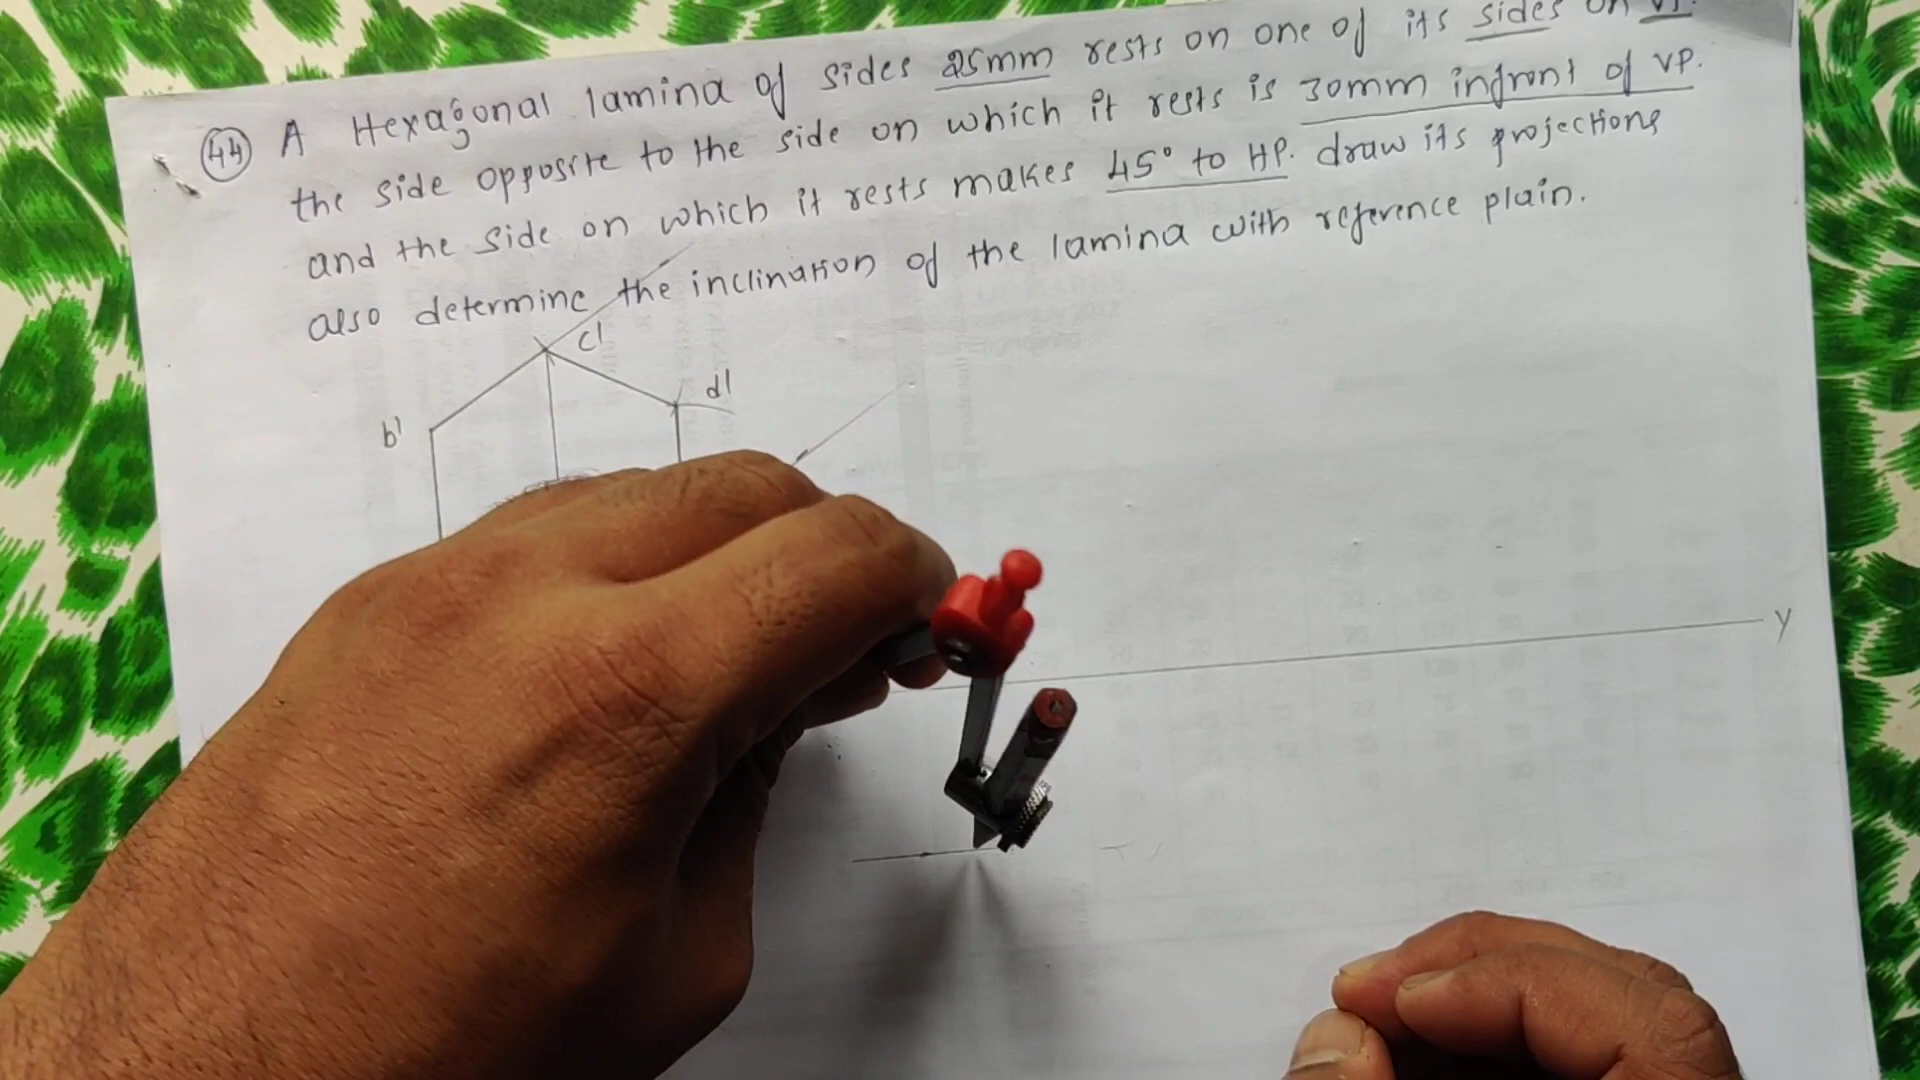 44 A Hexagonal lamina of sides 25mm rests on one of its sides on VP.
the side opposite to the side on which it rests is 30mm infront of VP.
and the side on which it rests makes 45° to HP. draw its projections
also determine the inclination of the lamina with reference plain.
c'
d'
b'
y